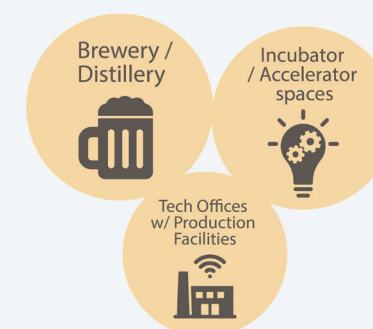 Brewery /
Distillery
Incubator
/ Accelerator
spaces
Tech Offices
w/ Production
Facilities